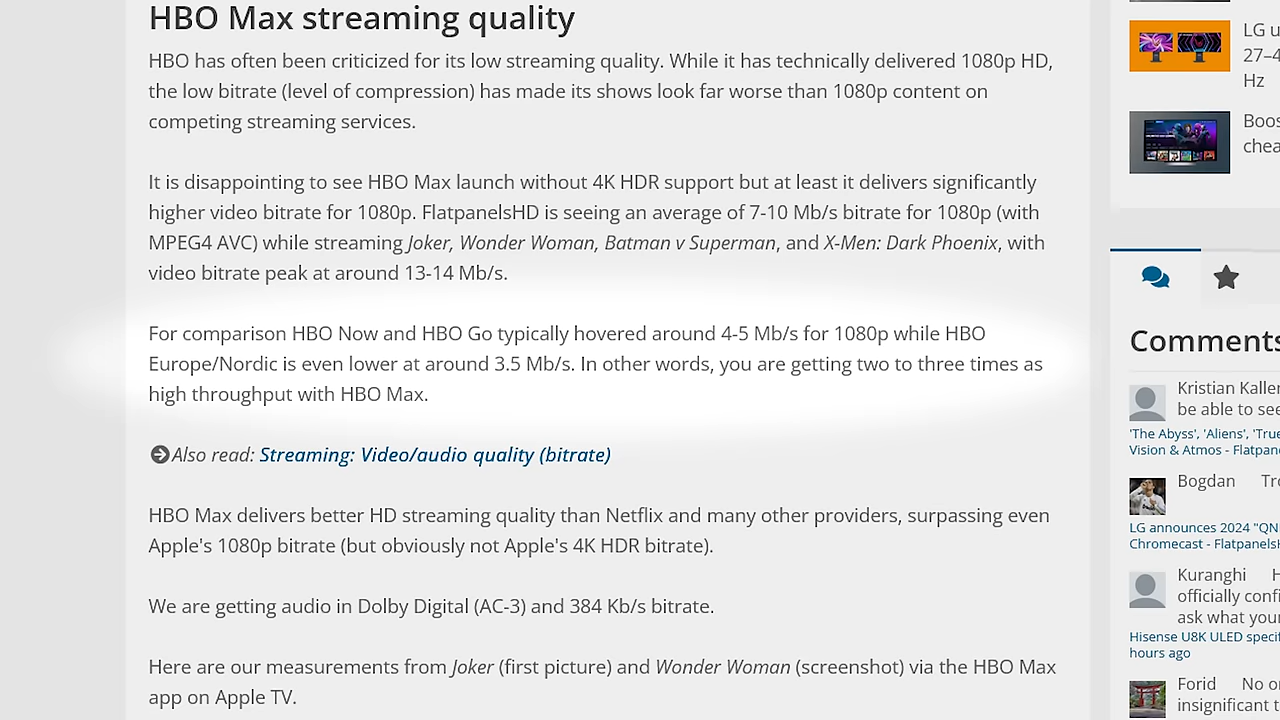 HBO Max streaming quality
HBO has often been criticized for its low streaming quality. While it has technically delivered 1080p HD,
the low bitrate (level of compression) has made its shows look far worse than 1080p content on
competing streaming services.
It is disappointing to see HBO Max launch without 4K HDR support but at least it delivers significantly
higher video bitrate for 1080p. FlatpanelsHD is seeing an average of 7-10 Mb/s bitrate for 1080p (with
MPEG4 AVC) while streaming Joker, Wonder Woman, Batman v Superman, and X-Men: Dark Phoenix, with
video bitrate peak at around 13-14 Mb/s.
For comparison HBO Now and HBO Go typically hovered around 4-5 Mb/s for 1080p while HBO
Europe/Nordic is even lower at around 3.5 Mb/s. In other words, you are getting two to three times as
high throughput with HBO Max.
Also read: Streaming: Video/audio quality (bitrate)
HBO Max delivers better HD streaming quality than Netflix and many other providers, surpassing even
Apple's 1080p bitrate (but obviously not Apple's 4K HDR bitrate).
We are getting audio in Dolby Digital (AC-3) and 384 Kb/s bitrate.
Here are our measurements from Joker (first picture) and Wonder Woman (screenshot) via the HBO Max
app on Apple TV.
LG u
27–4
Hz
Boos
chea
Comments
Kristian Kaller
be able to see
'The Abyss', 'Aliens', 'True
Vision & Atmos - Flatpane
Bogdan Tro
LG announces 2024 "QN
Chromecast - FlatpanelsH
Kuranghi H
officially conf
ask what your
Hisense U8K ULED specif
hours ago
Forid No o
insignificant t